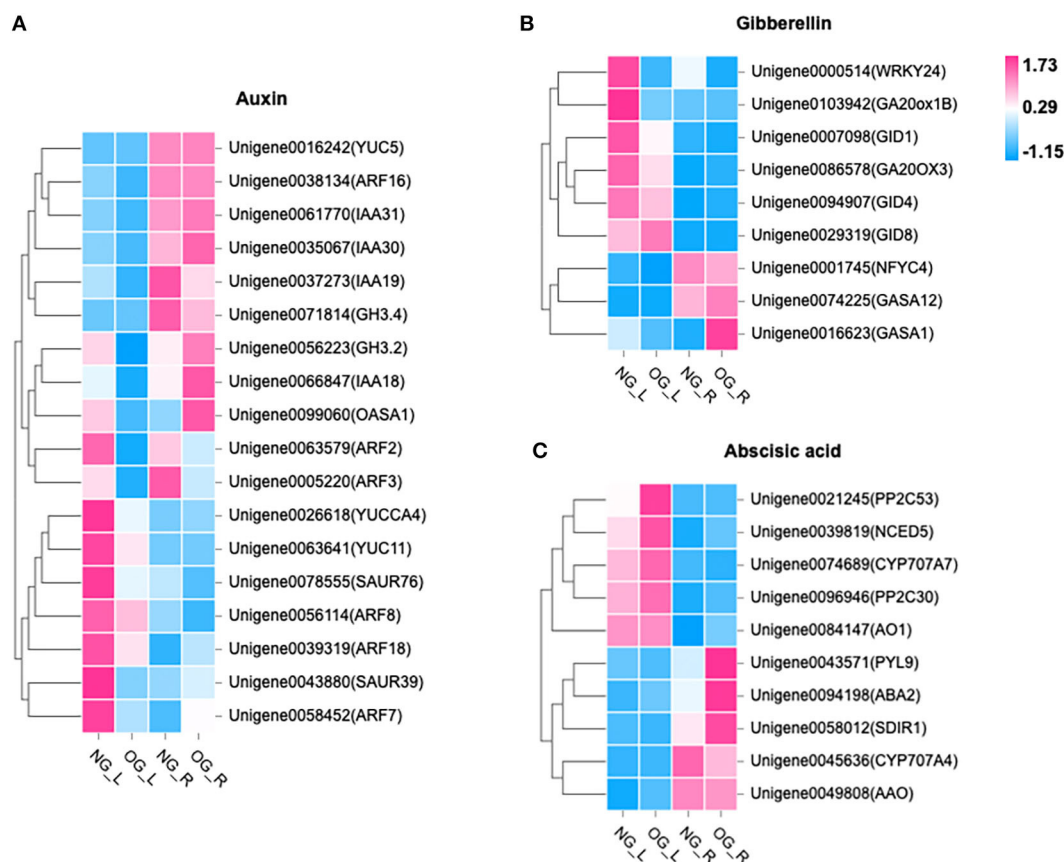 A
Auxin
Unigene0016242(YUC5)
Unigene0038134(ARF16)
Unigene0061770(IAA31)
Unigene0035067(IAA30)
Unigene0037273(IAA19)
Unigene0071814(GH3.4)
Unigene0056223(GH3.2)
Unigene0066847(IAA18)
Unigene0099060(OASA1)
Unigene0063579(ARF2)
Unigene0005220(ARF3)
Unigene0026618(YUCCA4)
Unigene0063641(YUC11)
Unigene0078555(SAUR76)
Unigene0056114(ARF8)
Unigene0039319(ARF18)
Unigene0043880(SAUR39)
Unigene0058452(ARF7)
NG_L OG_L NG_R OG_R
B
Gibberellin
Unigene0000514(WRKY24)
Unigene0103942(GA20ox1B)
Unigene0007098(GID1)
Unigene0086578(GA20OX3)
Unigene0094907(GID4)
Unigene0029319(GID8)
Unigene0001745(NFYC4)
Unigene0074225(GASA12)
Unigene0016623(GASA1)
NG_L OG_L NG_R OG_R
1.73
0.29
-1.15
C
Abscisic acid
Unigene0021245(PP2C53)
Unigene0039819(NCED5)
Unigene0074689(CYP707A7)
Unigene0096946(PP2C30)
Unigene0084147(AO1)
Unigene0043571(PYL9)
Unigene0094198(ABA2)
Unigene0058012(SDIR1)
Unigene0045636(CYP707A4)
Unigene0049808(AAO)
NG_L OG_L NG_R OG_R